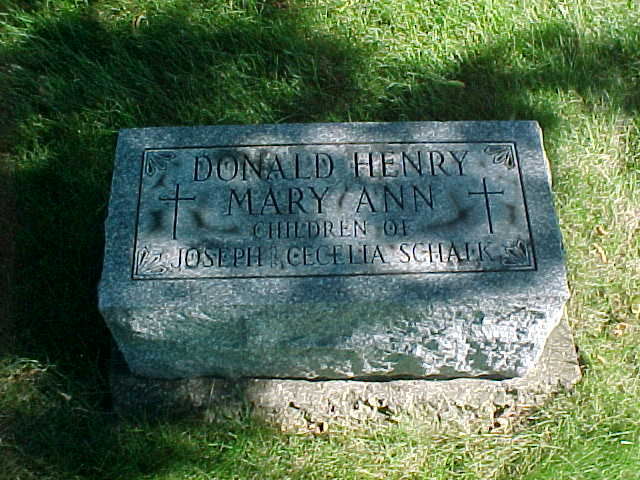 DONALD HENRY
MARY ANN
CHILDREN OF
JOSEPH & CECELIA SCHALK